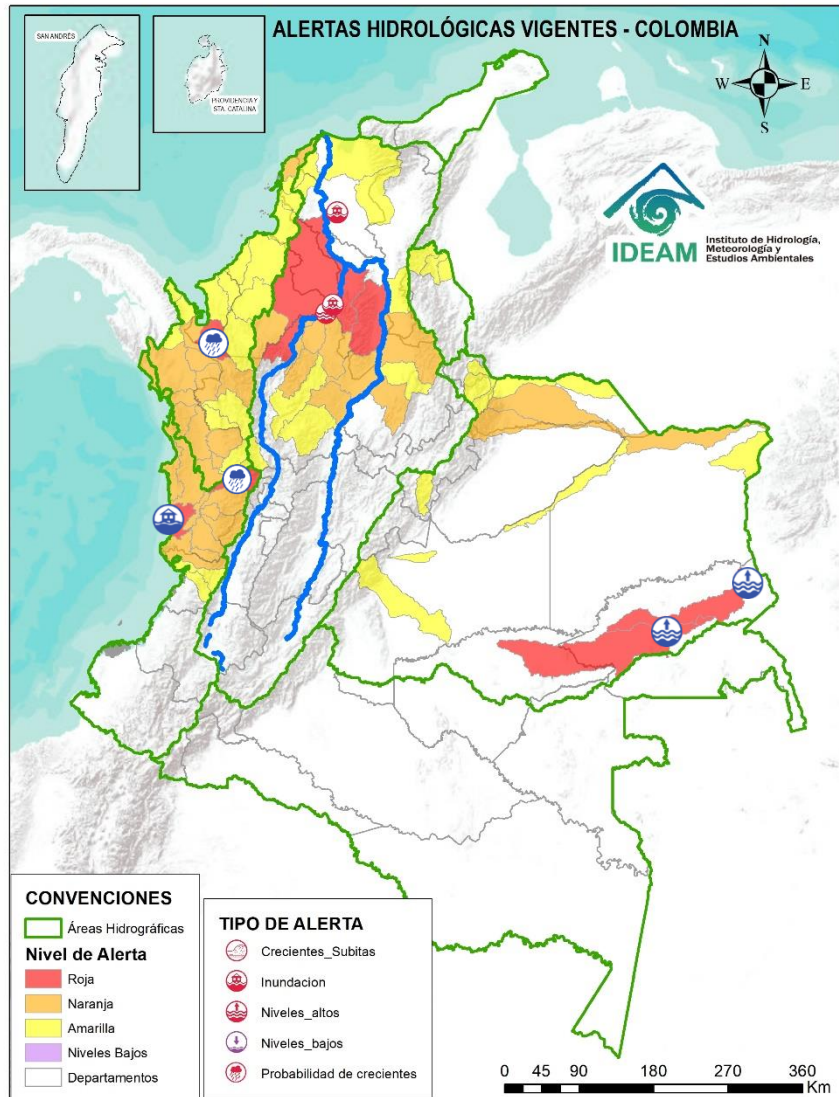 ALERTAS HIDROLÓGICAS VIGENTES - COLOMBIA
SAN ANDRÉS
PROVIDENCIA Y
STA. CATALINA
N
W
E
S
IDEAM
Instituto de Hidrología,
Meteorología y
Estudios Ambientales
CONVENCIONES
Áreas Hidrográficas
Nivel de Alerta
Roja
Naranja
Amarilla
Niveles Bajos
Departamentos
TIPO DE ALERTA
Crecientes_Subitas
Inundacion
Niveles_altos
Niveles_bajos
Probabilidad de crecientes
0 45 90 180 270 360
Km